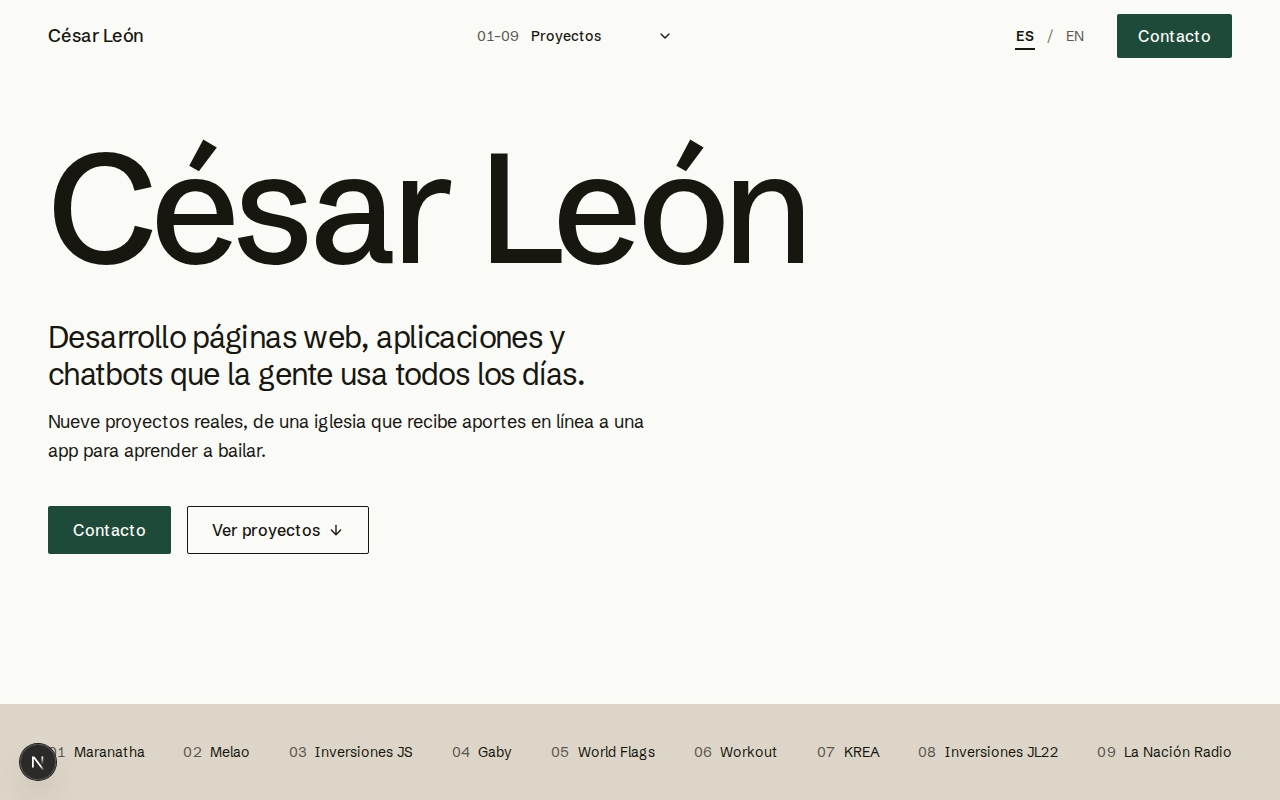 César León
01–09 Proyectos
ES / EN
Contacto
César León
Desarrollo páginas web, aplicaciones y
chatbots que la gente usa todos los días.
Nueve proyectos reales, de una iglesia que recibe aportes en línea a una
app para aprender a bailar.
Contacto
Ver proyectos ↓
01 Maranatha 02 Melao 03 Inversiones JS 04 Gaby 05 World Flags 06 Workout 07 KREA 08 Inversiones JL22 09 La Nación Radio
N